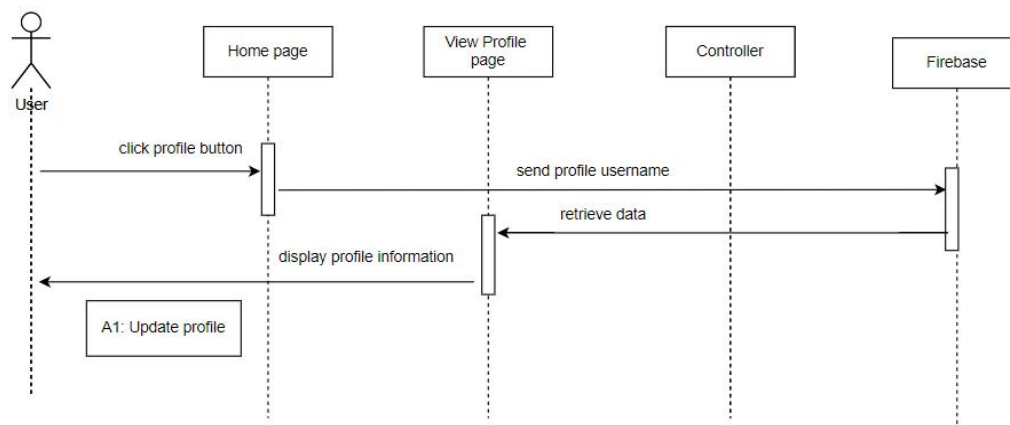 User
Home page
View Profile
page
Controller
Firebase
click profile button
send profile username
retrieve data
display profile information
A1: Update profile